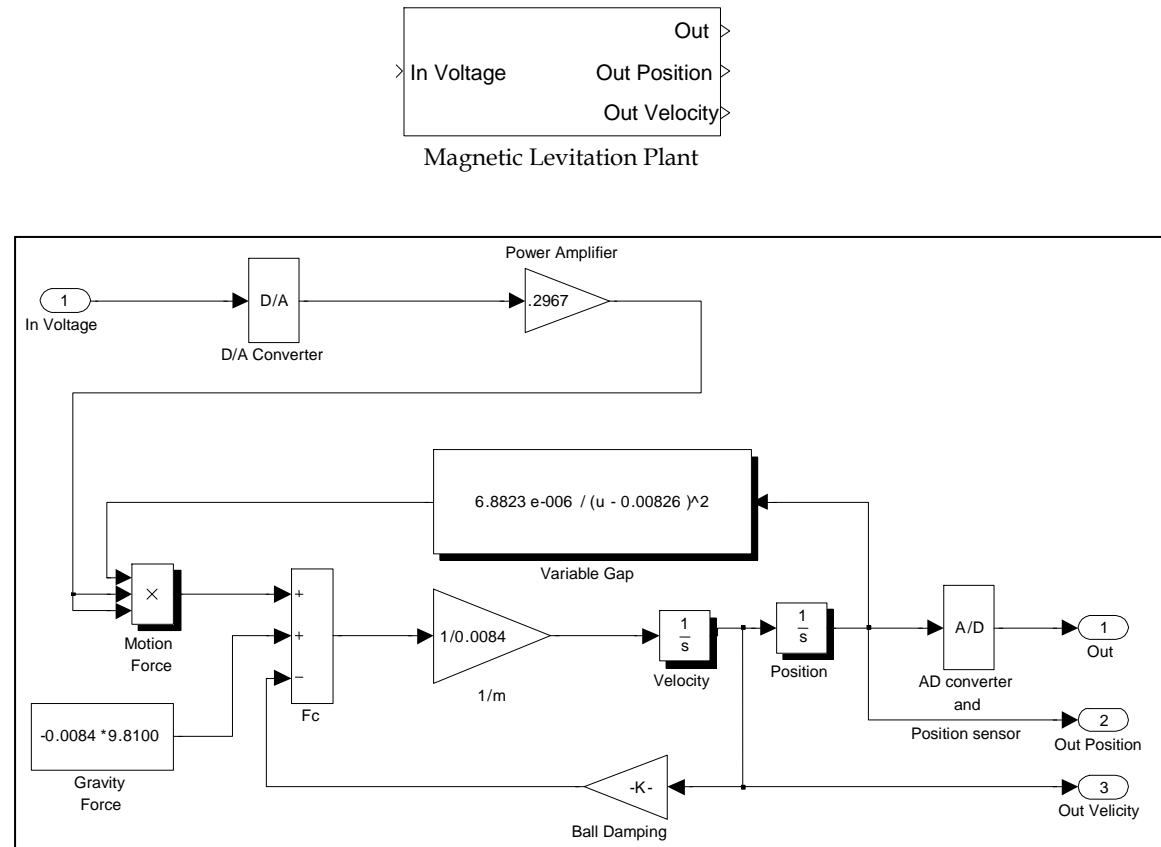 Out
In Voltage
Out Position
Out Velocity
Magnetic Levitation Plant
Power Amplifier
1
D/A
.2967
In Voltage
D/A Converter
6.8823 e-006 / (u - 0.00826 )^2
Variable Gap
×
Motion
Force
+
+
−
Fc
1/0.0084
1/m
1
s
Velocity
1
s
Position
A/D
AD converter
and
Position sensor
1
Out
2
Out Position
-0.0084 *9.8100
Gravity
Force
-K-
Ball Damping
3
Out Velicity